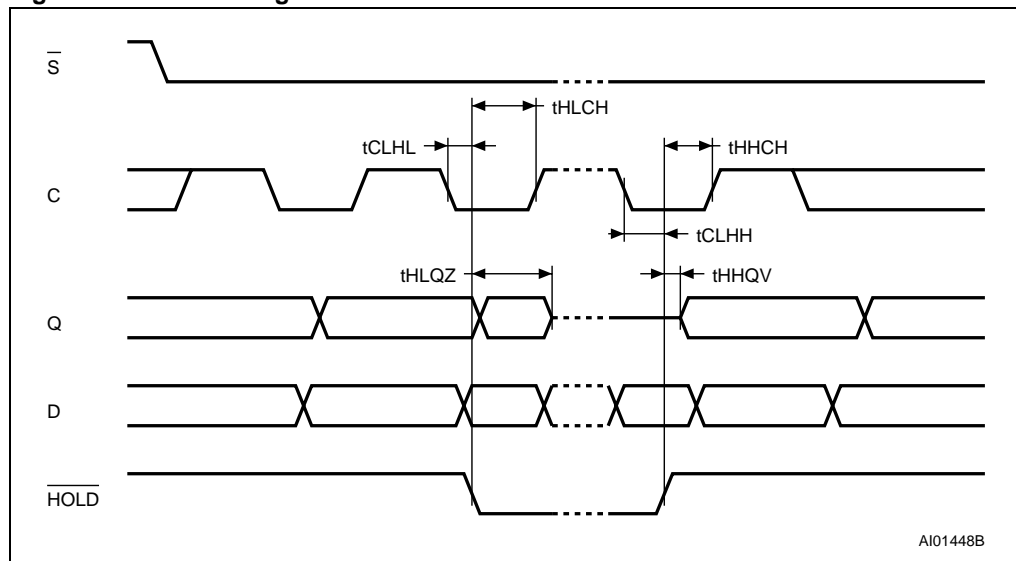 S
tHLCH
tCLHL
tHHCH
C
tCLHH
tHLQZ
tHHQV
Q
D
HOLD
AI01448B